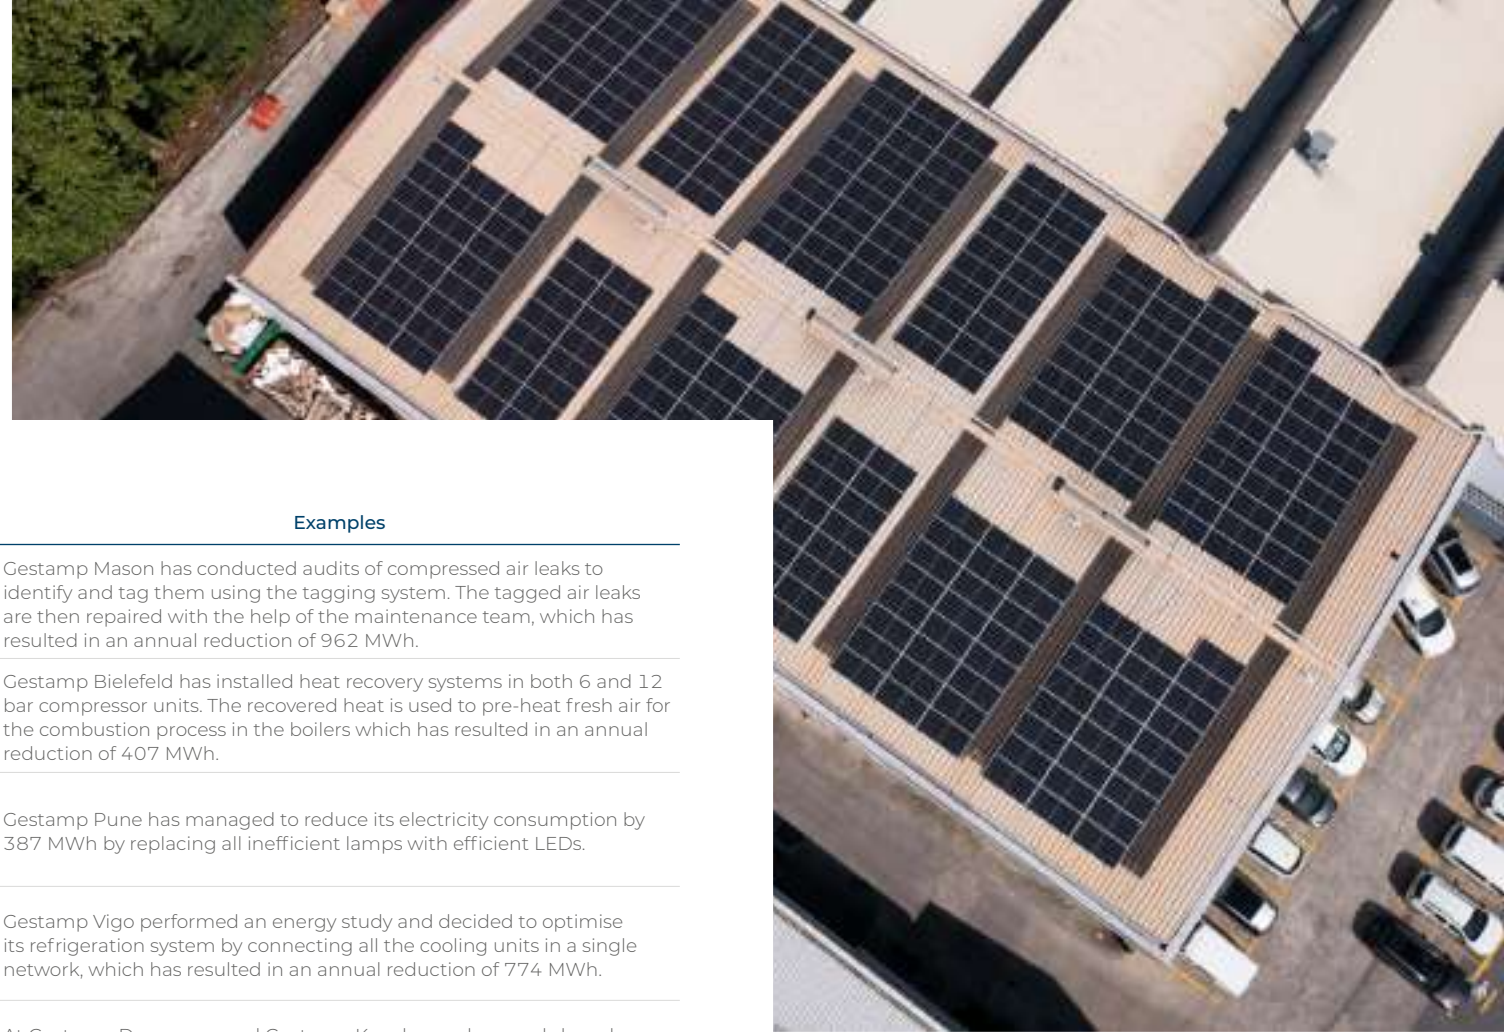 Examples
Gestamp Mason has conducted audits of compressed air leaks to
identify and tag them using the tagging system. The tagged air leaks
are then repaired with the help of the maintenance team, which has
resulted in an annual reduction of 962 MWh.
Gestamp Bielefeld has installed heat recovery systems in both 6 and 12
bar compressor units. The recovered heat is used to pre-heat fresh air for
the combustion process in the boilers which has resulted in an annual
reduction of 407 MWh.
Gestamp Pune has managed to reduce its electricity consumption by
387 MWh by replacing all inefficient lamps with efficient LEDs.
Gestamp Vigo performed an energy study and decided to optimise
its refrigeration system by connecting all the cooling units in a single
network, which has resulted in an annual reduction of 774 MWh.